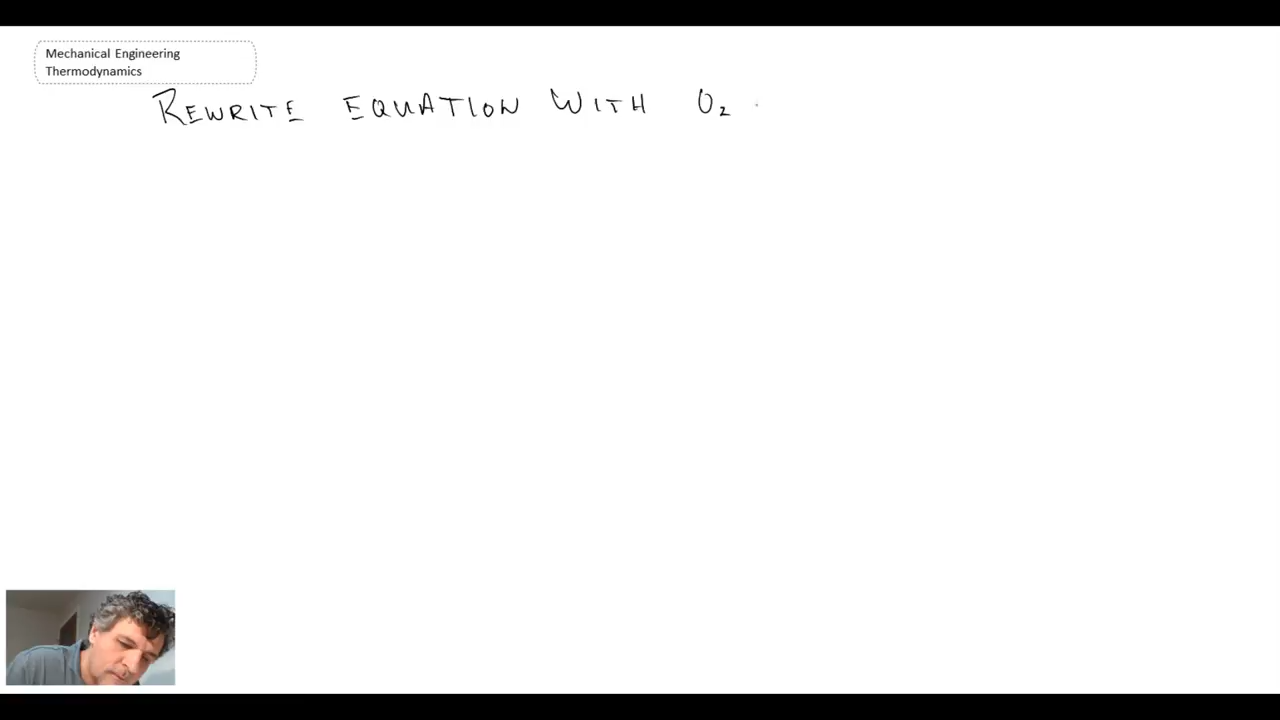 Mechanical Engineering
Thermodynamics
REWRITE EQUATION WITH O₂